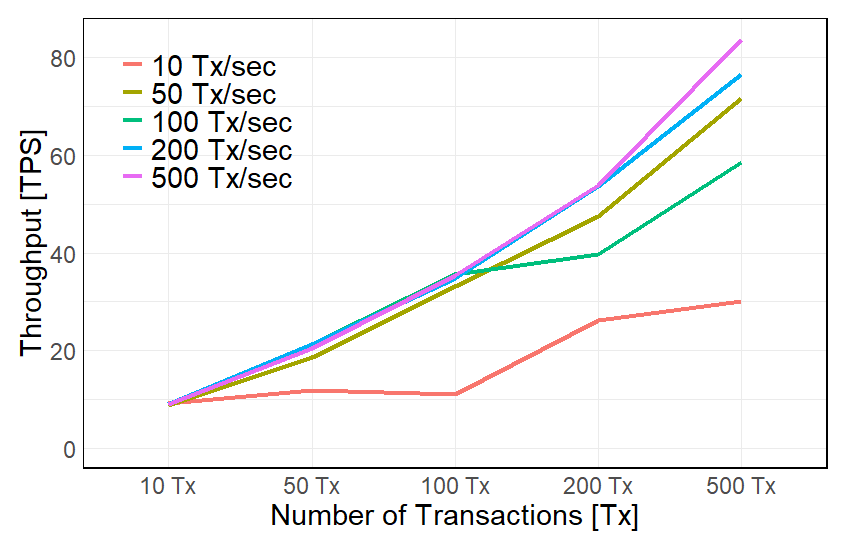 10 Tx/sec
50 Tx/sec
100 Tx/sec
200 Tx/sec
500 Tx/sec
Throughput [TPS]
80
60
40
20
0
10 Tx
50 Tx
100 Tx
200 Tx
500 Tx
Number of Transactions [Tx]